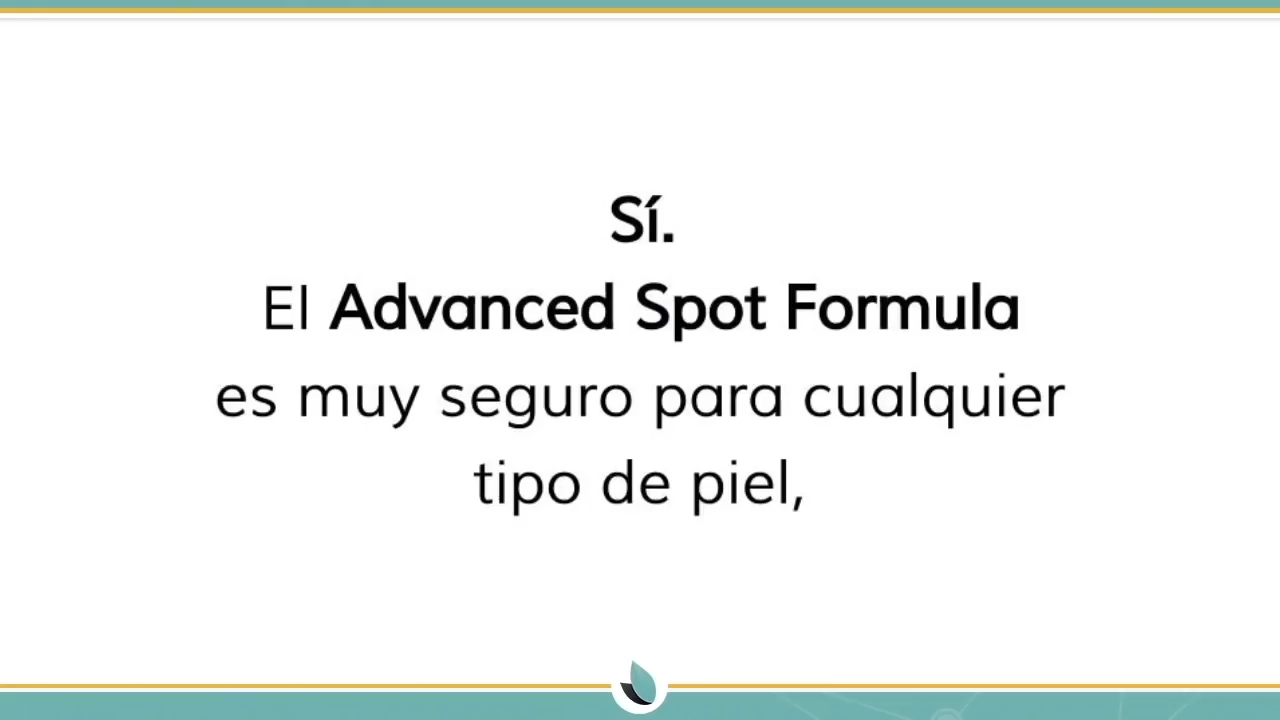 Sí.
El Advanced Spot Formula
es muy seguro para cualquier
tipo de piel,